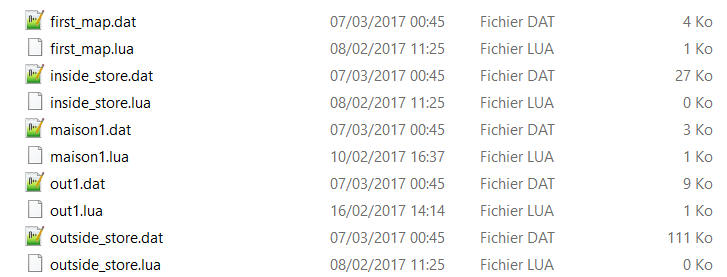 first_map.dat 07/03/2017 00:45 Fichier DAT 4 Ko
first_map.lua 08/02/2017 11:25 Fichier LUA 1 Ko
inside_store.dat 07/03/2017 00:45 Fichier DAT 27 Ko
inside_store.lua 08/02/2017 11:25 Fichier LUA 0 Ko
maison1.dat 07/03/2017 00:45 Fichier DAT 3 Ko
maison1.lua 10/02/2017 16:37 Fichier LUA 1 Ko
out1.dat 07/03/2017 00:45 Fichier DAT 9 Ko
out1.lua 16/02/2017 14:14 Fichier LUA 1 Ko
outside_store.dat 07/03/2017 00:45 Fichier DAT 111 Ko
outside_store.lua 08/02/2017 11:25 Fichier LUA 0 Ko